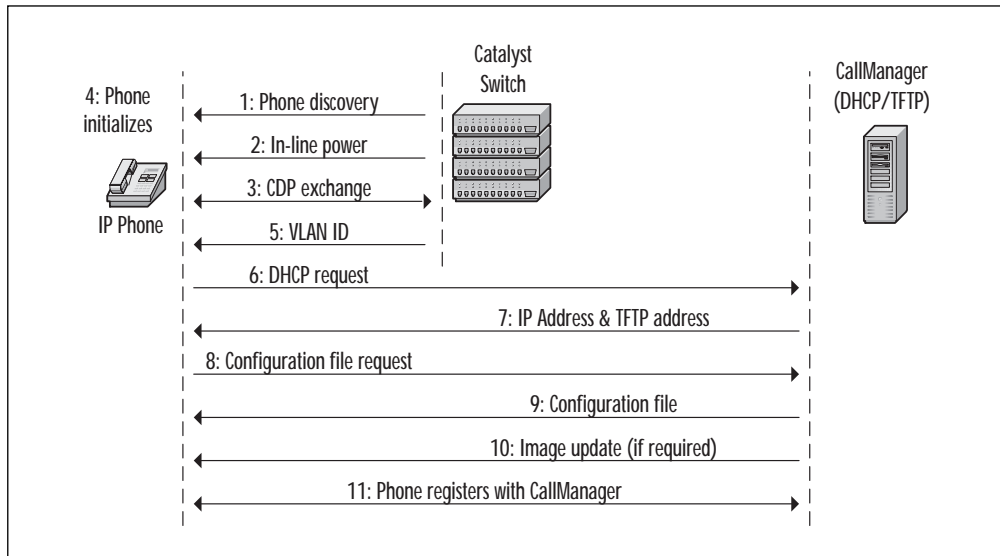 Catalyst
Switch
CallManager
(DHCP/TFTP)
4: Phone
initializes
IP Phone
1: Phone discovery
2: In-line power
3: CDP exchange
5: VLAN ID
6: DHCP request
7: IP Address & TFTP address
8: Configuration file request
9: Configuration file
10: Image update (if required)
11: Phone registers with CallManager